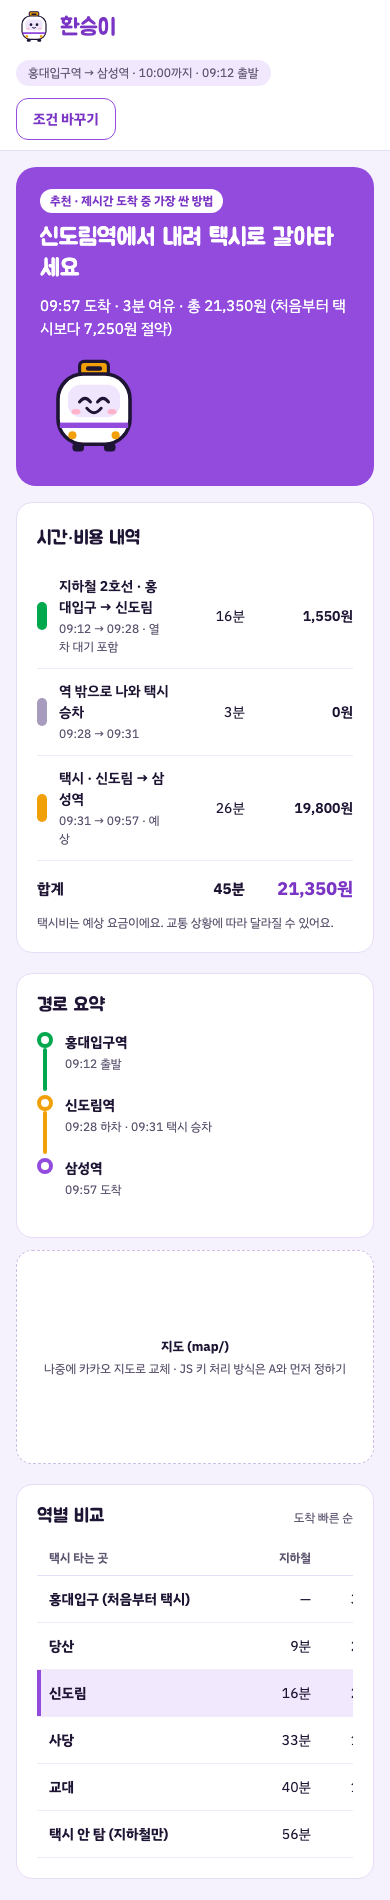 환승이
홍대입구역 → 삼성역 · 10:00까지 · 09:12 출발
조건 바꾸기
추천 · 제시간 도착 중 가장 싼 방법
신도림역에서 내려 택시로 갈아타
세요
09:57 도착 · 3분 여유 · 총 21,350원 (처음부터 택
시보다 7,250원 절약)
시간·비용 내역
지하철 2호선 · 홍
대입구 → 신도림
09:12 → 09:28 · 열
차 대기 포함
16분
1,550원
역 밖으로 나와 택시
승차
09:28 → 09:31
3분
0원
택시 · 신도림 → 삼
성역
09:31 → 09:57 · 예
상
26분
19,800원
합계 45분 21,350원
택시비는 예상 요금이에요. 교통 상황에 따라 달라질 수 있어요.
경로 요약
홍대입구역
09:12 출발
신도림역
09:28 하차 · 09:31 택시 승차
삼성역
09:57 도착
지도 (map/)
나중에 카카오 지도로 교체 · JS 키 처리 방식은 A와 먼저 정하기
역별 비교 도착 빠른 순
택시 타는 곳 지하철
홍대입구 (처음부터 택시) —
당산 9분
신도림 16분
사당 33분
교대 40분
택시 안 탐 (지하철만) 56분